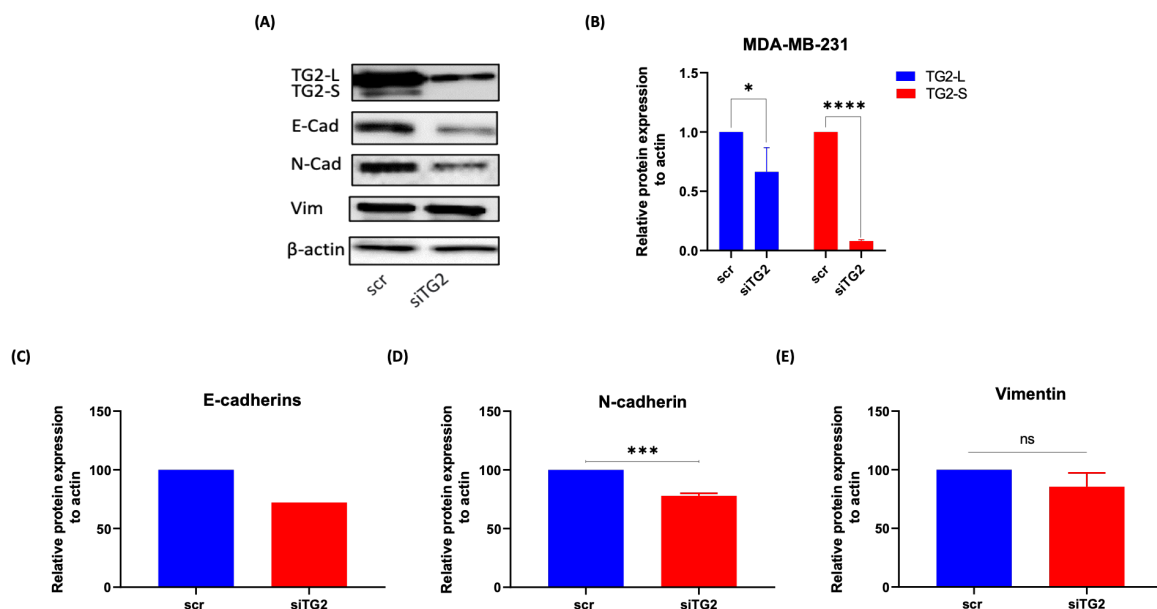 (A)
TG2-L
TG2-S
E-Cad
N-Cad
Vim
β-actin
scr
siTG2
(B)
MDA-MB-231
Relative protein expression
to actin
1.5
1.0
0.5
0.0
*
****
scr
siTG2
scr
siTG2
TG2-L
TG2-S
(C)
E-cadherins
Relative protein expression
to actin
150
100
50
0
scr
siTG2
(D)
N-cadherin
Relative protein expression
to actin
150
100
50
0
***
scr
siTG2
(E)
Vimentin
Relative protein expression
to actin
150
100
50
0
ns
scr
siTG2